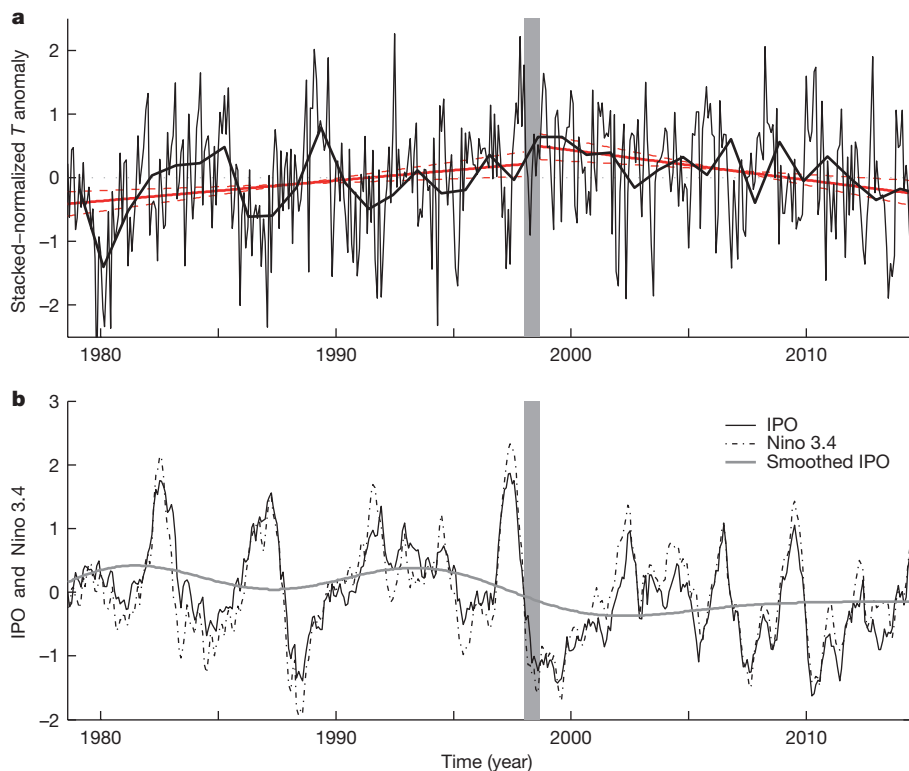 a
Stacked–normalized T anomaly
2
1
0
–1
–2
1980
1990
2000
2010
b
IPO and Nino 3.4
3
2
1
0
–1
–2
IPO
Nino 3.4
Smoothed IPO
1980
1990
2000
2010
Time (year)